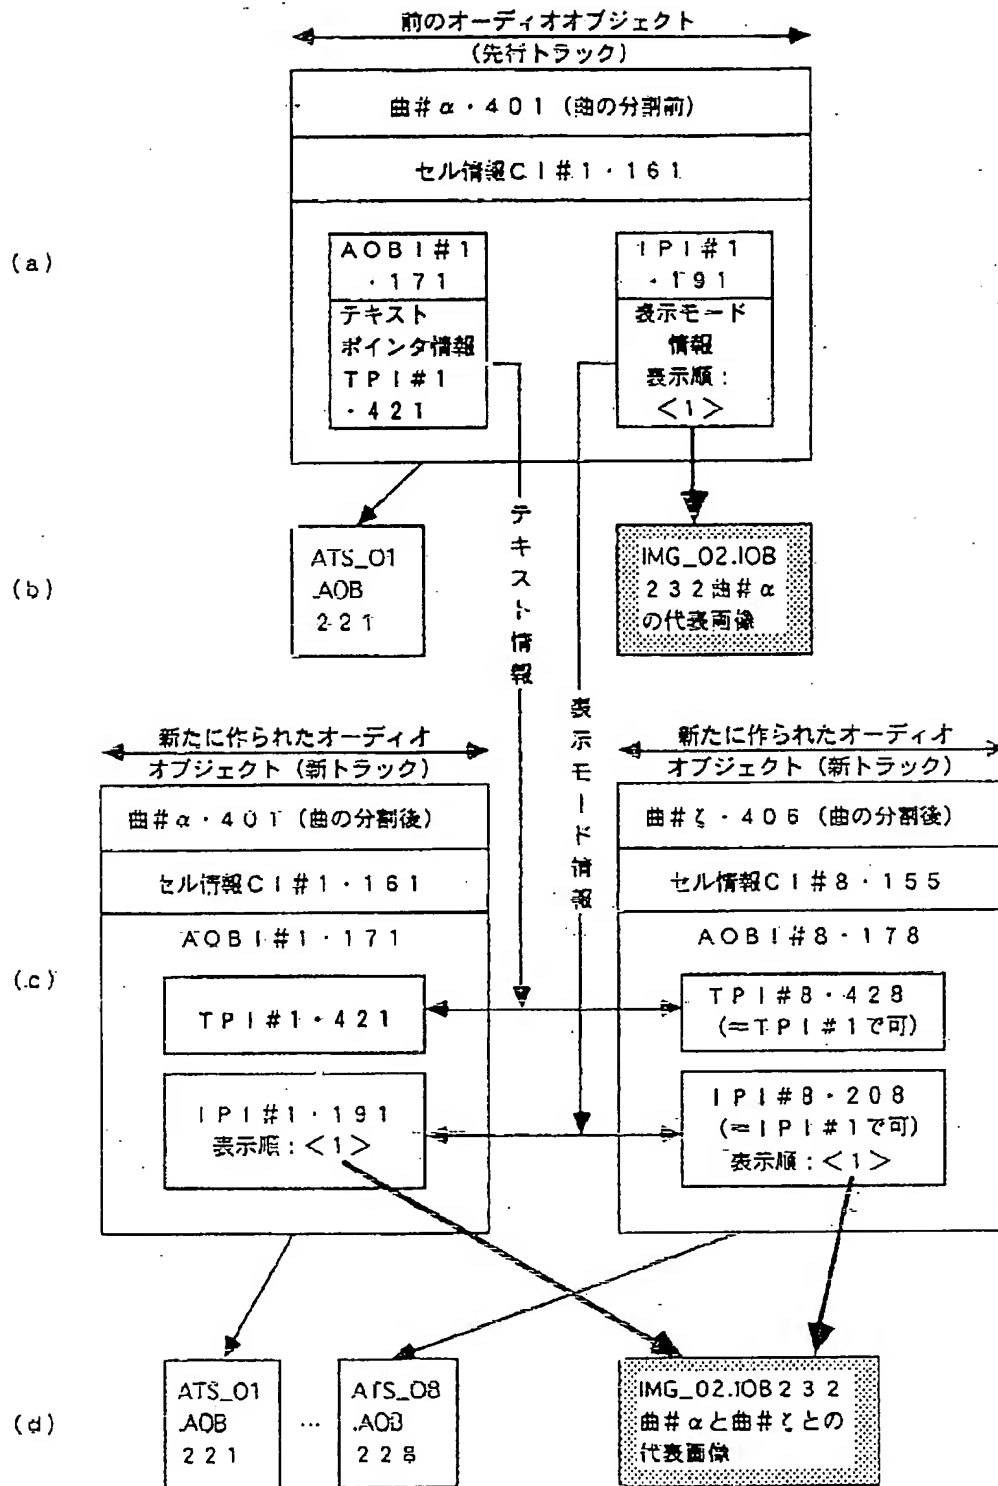 前のオーディオオブジェクト
(先行トラック)
曲#α・401(曲の分割前)
セル情報CI#1・161
(a)
AOBI#1
・171
テキスト
ポインタ情報
TPI#1
・421
IPI#1
・191
表示モード
情報
表示順:
<1>
テキスト情報
表示モード情報
(b)
ATS_01
.AOB
221
IMG_02.IOB
232曲#α
の代表画像
新たに作られたオーディオ
オブジェクト(新トラック)
曲#α・401(曲の分割後)
セル情報CI#1・161
AOBI#1・171
TPI#1・421
IPI#1・191
表示順:<1>
新たに作られたオーディオ
オブジェクト(新トラック)
曲#ζ・406(曲の分割後)
セル情報CI#8・155
AOBI#8・178
TPI#8・428
(=TPI#1で可)
IPI#8・208
(=IPI#1で可)
表示順:<1>
(c)
(d)
ATS_01
.AOB
221
…
ATS_08
.AOB
228
IMG_02.IOB232
曲#αと曲#ζとの
代表画像